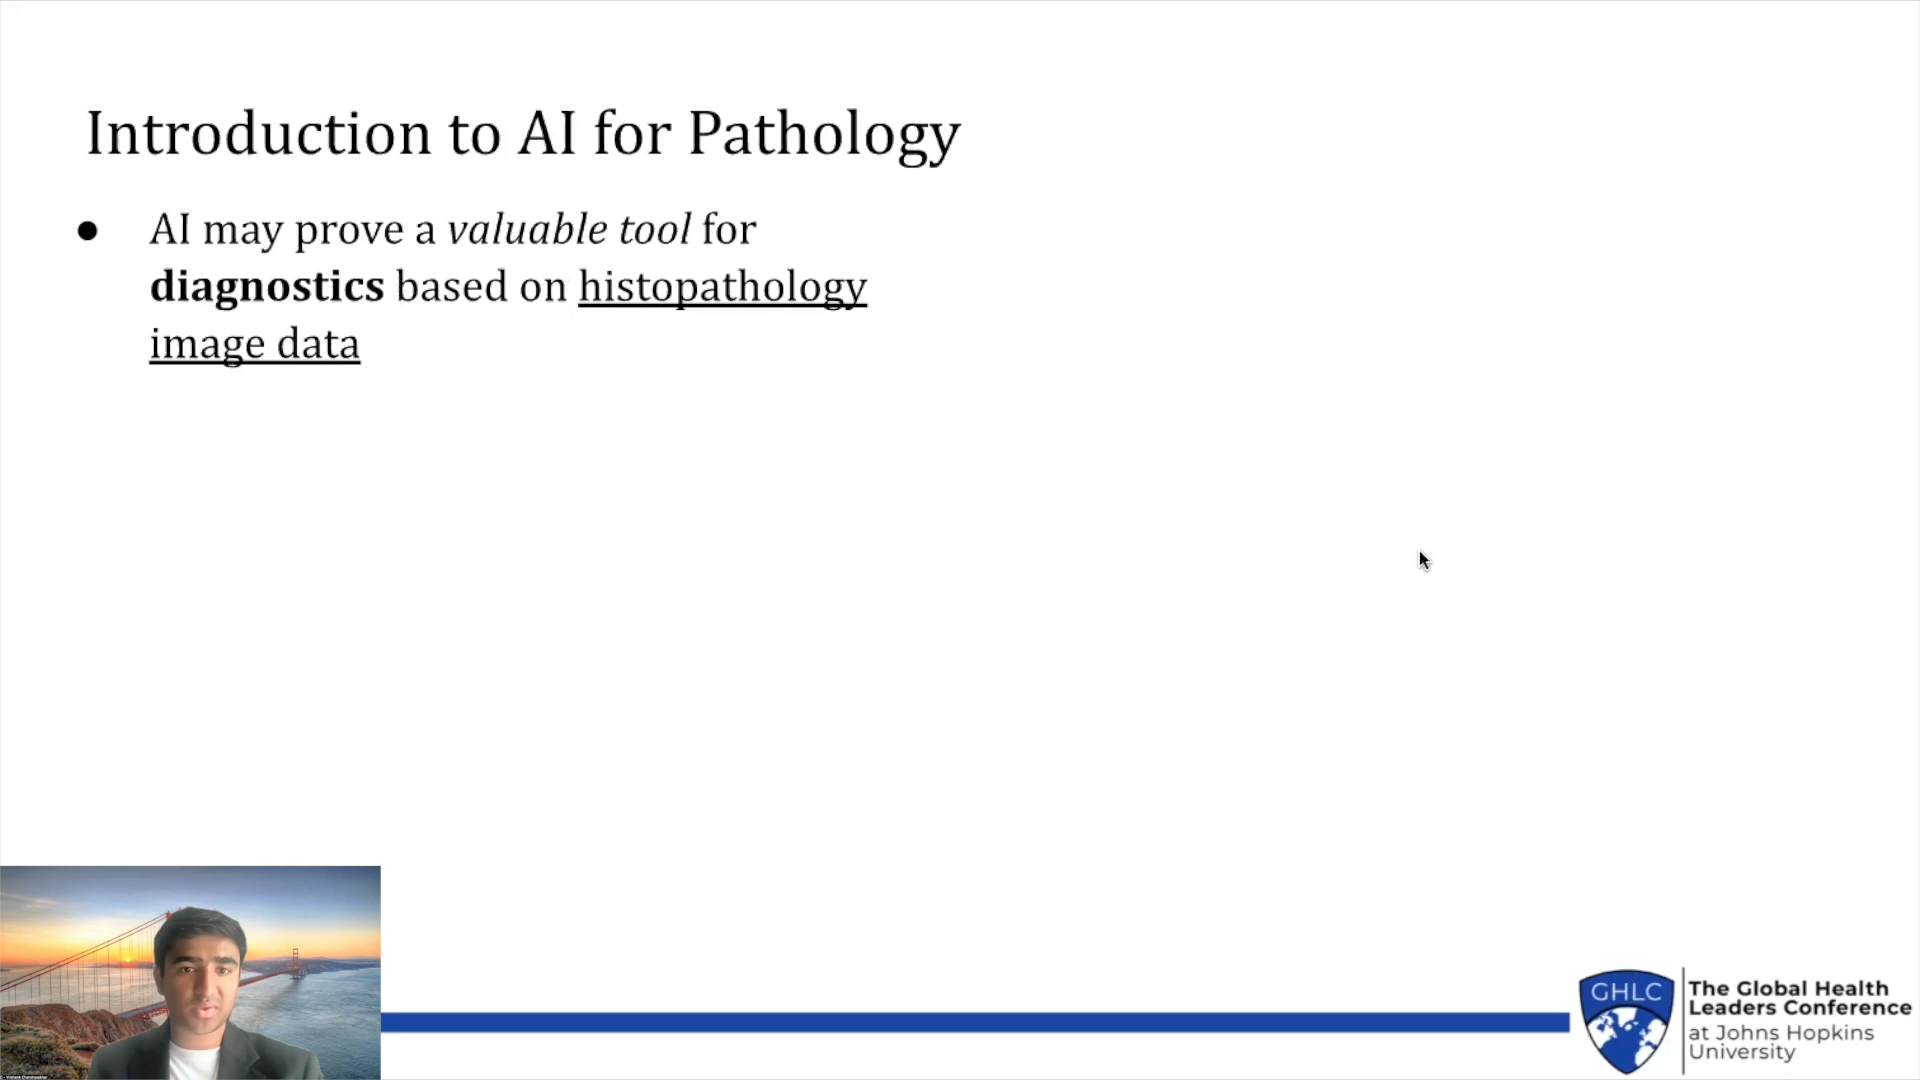 Introduction to AI for Pathology
● AI may prove a valuable tool for
diagnostics based on histopathology
image data
GHLC
The Global Health
Leaders Conference
at Johns Hopkins
University